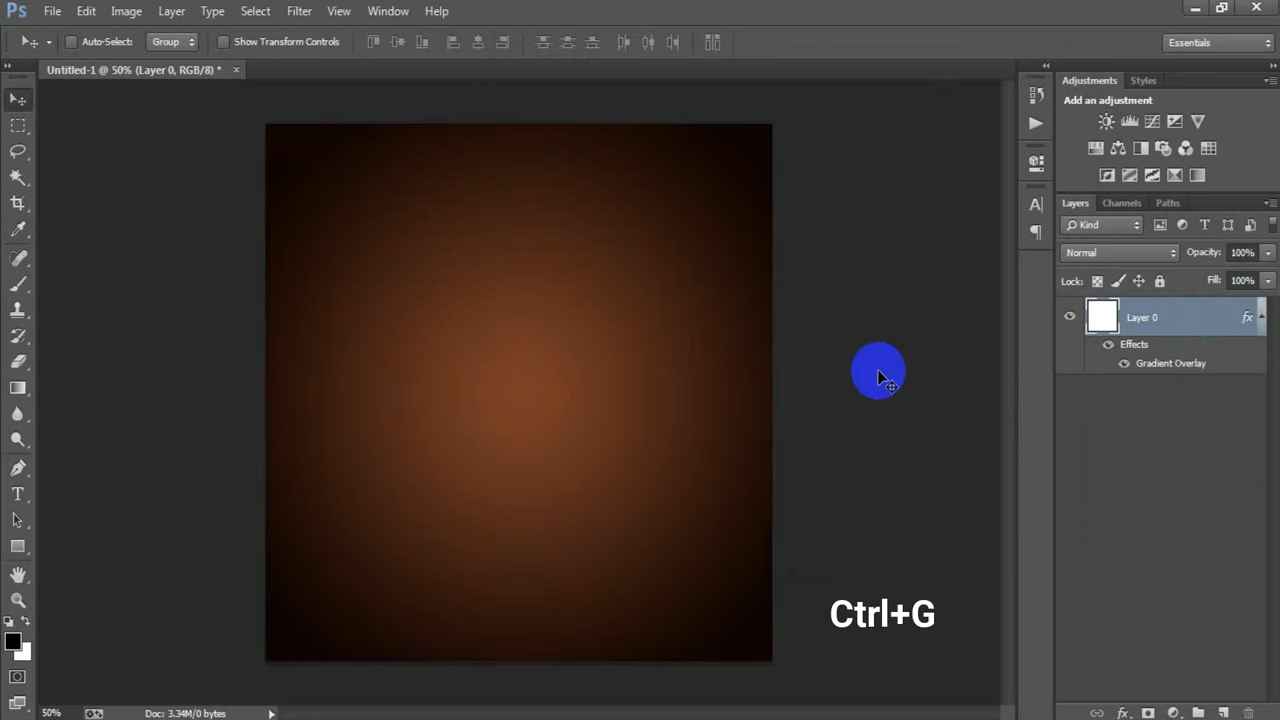 Ps File Edit Image Layer Type Select Filter View Window Help
Auto-Select: Group Show Transform Controls Essentials
Untitled-1 @ 50% (Layer 0, RGB/8) * ×
Adjustments Styles
Add an adjustment
Layers Channels Paths
Kind
Normal Opacity: 100%
Lock: Fill: 100%
Layer 0 fx
Effects
Gradient Overlay
Ctrl+G
50% Doc: 3.34M/0 bytes